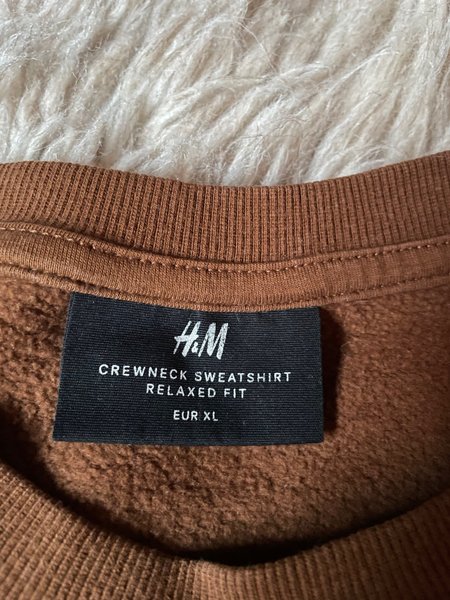 H&M
CREWNECK SWEATSHIRT
RELAXED FIT
EUR XL